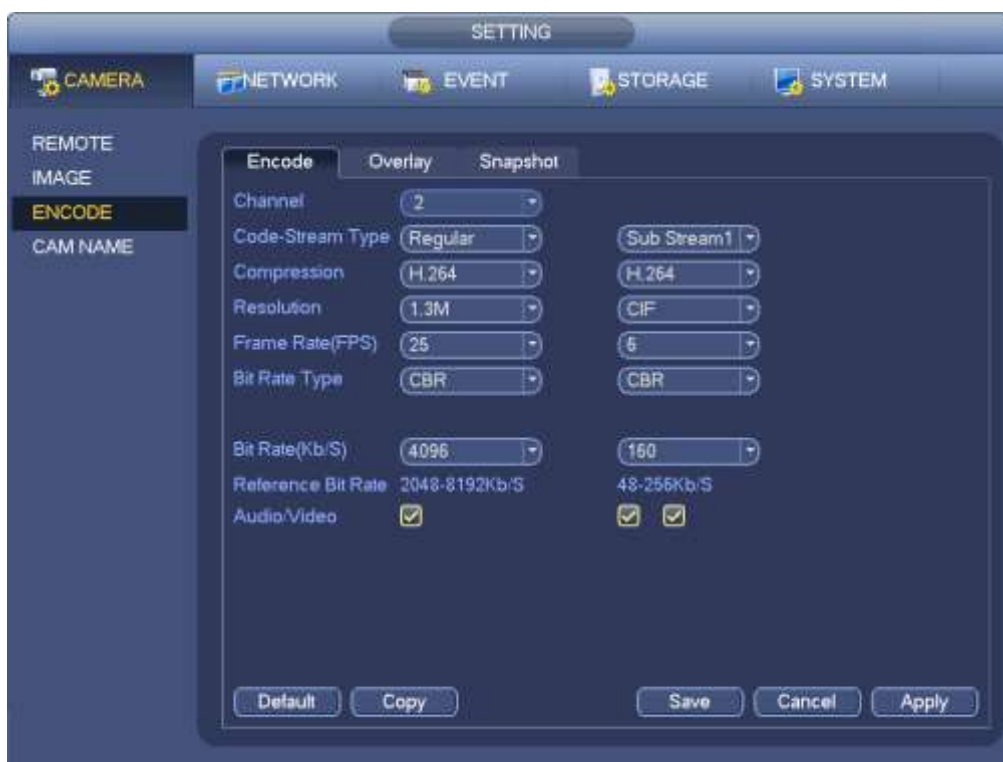 SETTING
CAMERA NETWORK EVENT STORAGE SYSTEM
REMOTE
IMAGE
ENCODE
CAM NAME
Encode Overlay Snapshot
Channel 2
Code-Stream Type Regular Sub Stream1
Compression H.264 H.264
Resolution 1.3M CIF
Frame Rate(FPS) 25 6
Bit Rate Type CBR CBR
Bit Rate(Kb/S) 4096 160
Reference Bit Rate 2048-8192Kb/S 48-256Kb/S
Audio/Video
Default Copy Save Cancel Apply